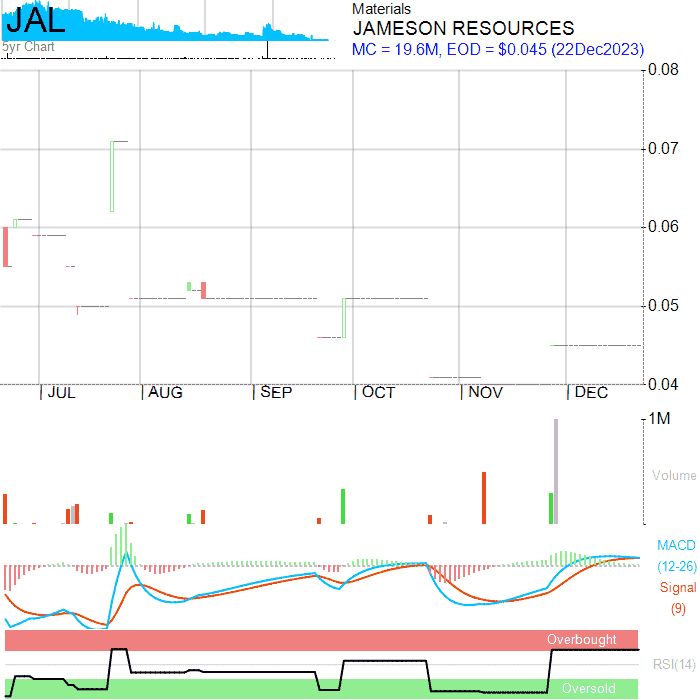 JAL
5yr Chart
Materials
JAMESON RESOURCES
MC = 19.6M, EOD = $0.045 (22Dec2023)
0.08
0.07
0.06
0.05
0.04
JUL AUG SEP OCT NOV DEC
1M
Volume
MACD
(12-26)
Signal
(9)
Overbought
RSI(14)
Oversold